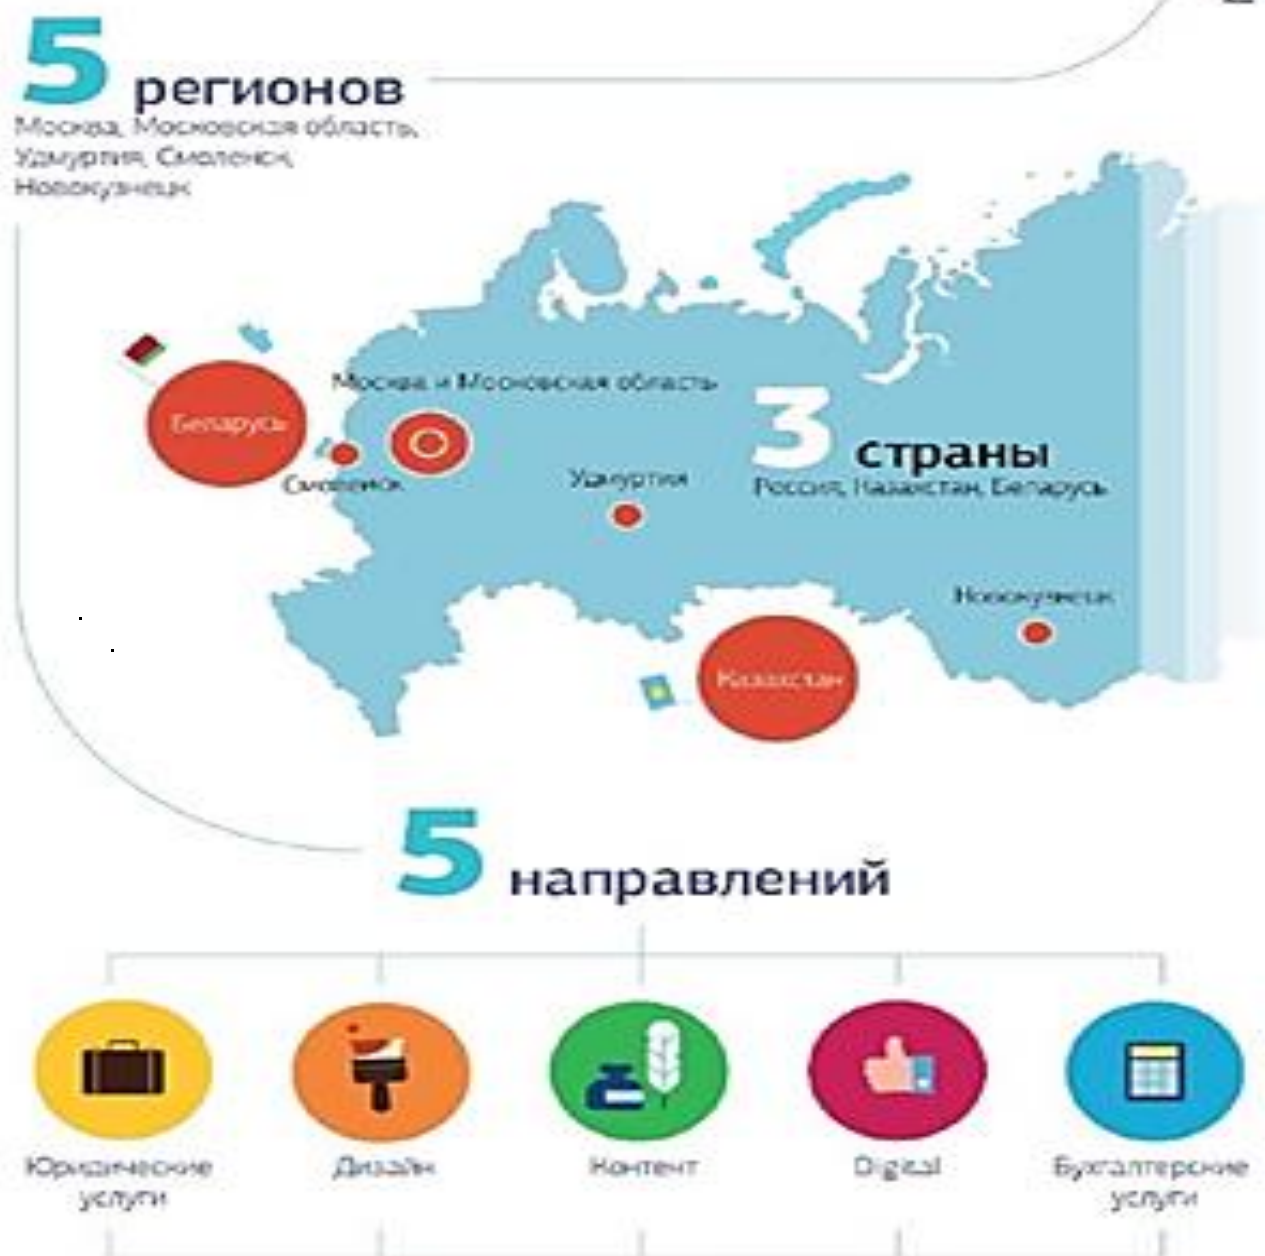 5 регионов
Москва, Московская область,
Удмуртия, Смоленск,
Новокузнецк
Беларусь
Москва и Московская область
Смоленск
Удмуртия
3 страны
Россия, Казахстан, Беларусь
Новокузнецк
Казахстан
5 направлений
Юридические
услуги
Дизайн
Контент
Digital
Бухгалтерские
услуги